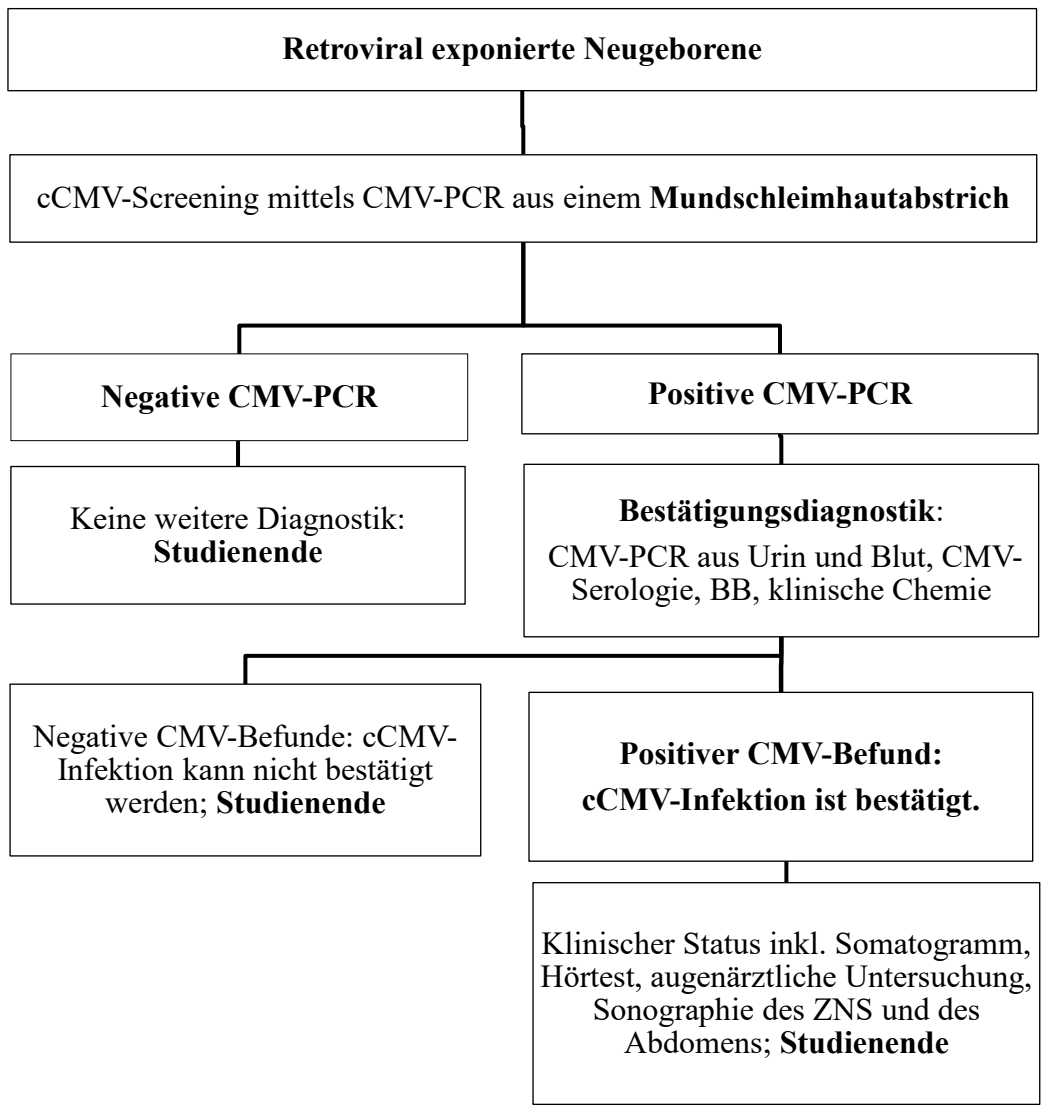 Retroviral exponierte Neugeborene
cCMV-Screening mittels CMV-PCR aus einem Mundschleimhautabstrich
Negative CMV-PCR
Positive CMV-PCR
Keine weitere Diagnostik:
Studienende
Bestätigungsdiagnostik:
CMV-PCR aus Urin und Blut, CMV-
Serologie, BB, klinische Chemie
Negative CMV-Befunde: cCMV-
Infektion kann nicht bestätigt
werden; Studienende
Positiver CMV-Befund:
cCMV-Infektion ist bestätigt.
Klinischer Status inkl. Somatogramm,
Hörtest, augenärztliche Untersuchung,
Sonographie des ZNS und des
Abdomens; Studienende